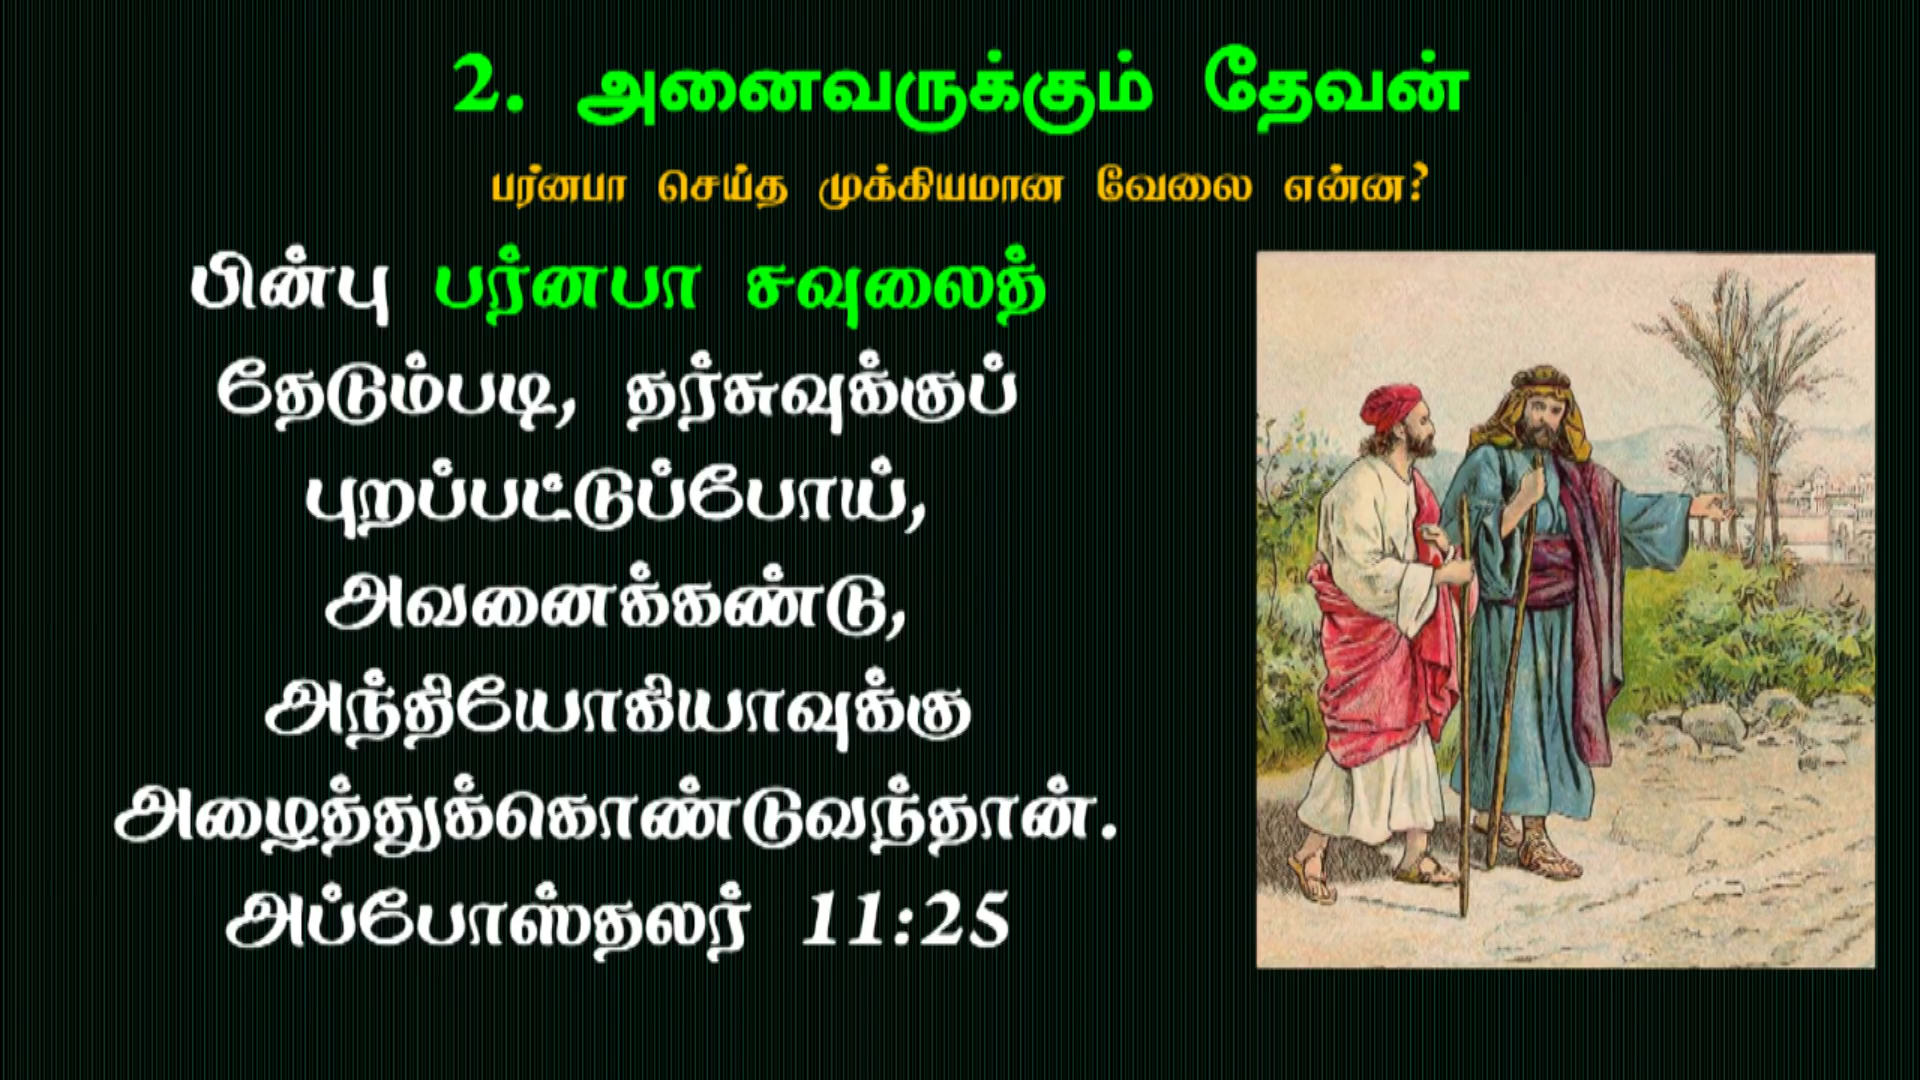 2. அனைவருக்கும் தேவன்
பர்னபா செய்த முக்கியமான வேலை என்ன?
பின்பு பர்னபா சவுலைத்
தேடும்படி, தர்சுவுக்குப்
புறப்பட்டுப்போய்,
அவனைக்கண்டு,
அந்தியோகியாவுக்கு
அழைத்துக்கொண்டுவந்தான்.
அப்போஸ்தலர் 11:25